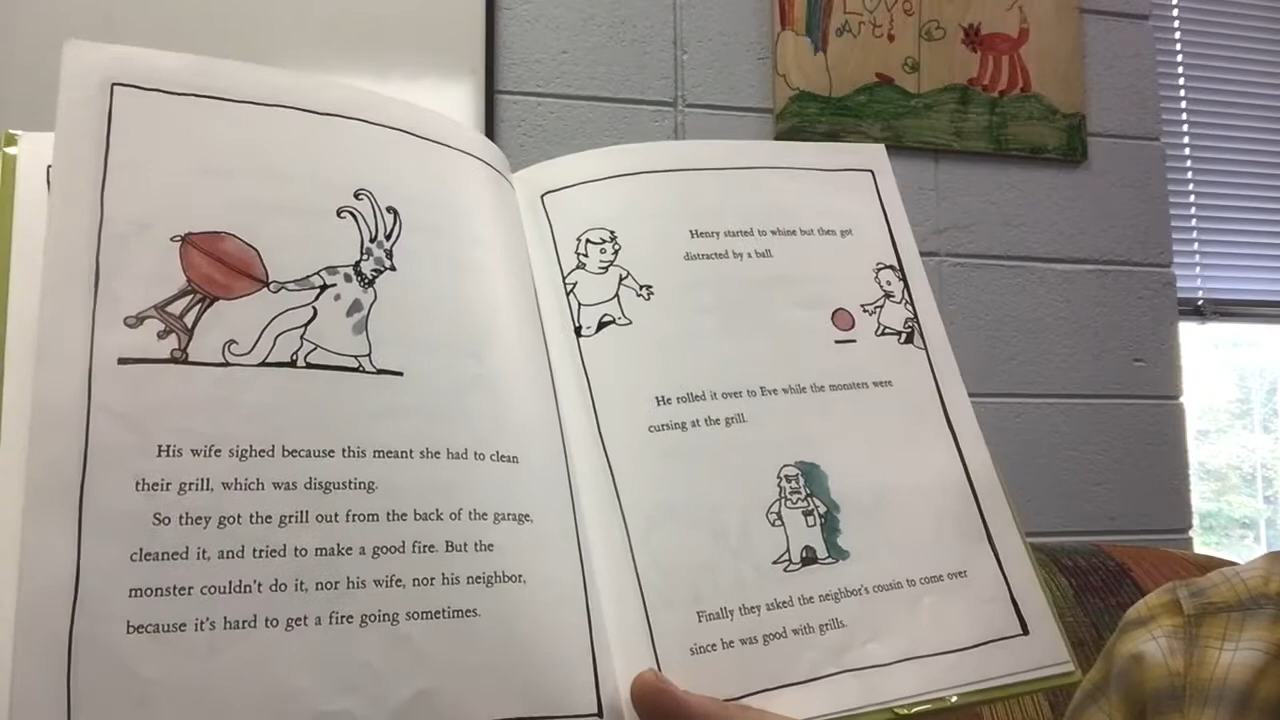 LOVE
Art!
His wife sighed because this meant she had to clean
their grill, which was disgusting.
So they got the grill out from the back of the garage,
cleaned it, and tried to make a good fire. But the
monster couldn't do it, nor his wife, nor his neighbor,
because it's hard to get a fire going sometimes.
Henry started to whine but then got
distracted by a ball.
He rolled it over to Eve while the monsters were
cursing at the grill.
Finally they asked the neighbor's cousin to come over
since he was good with grills.